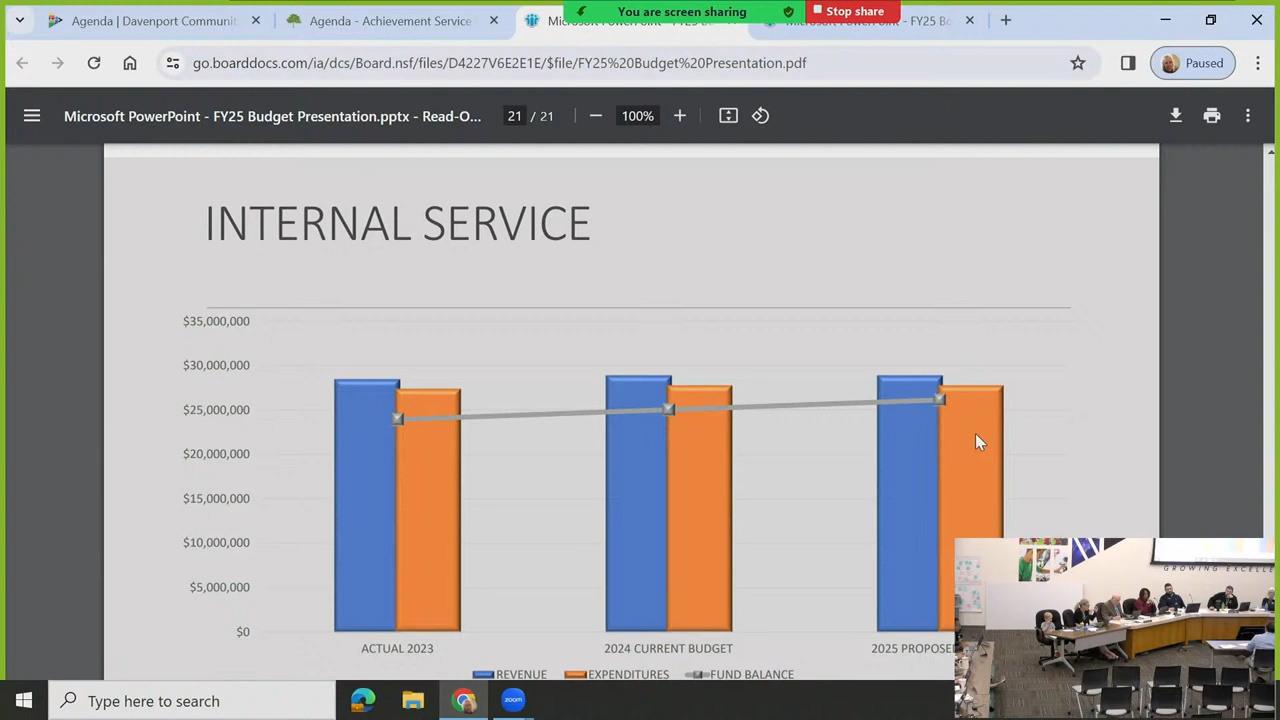 You are screen sharing
Stop share
Agenda | Davenport Communi
Agenda - Achievement Service
go.boarddocs.com/ia/dcs/Board.nsf/files/D4227V6E2E1E/$file/FY25%20Budget%20Presentation.pdf
Paused
Microsoft PowerPoint - FY25 Budget Presentation.pptx - Read-O...
21 / 21
100%
INTERNAL SERVICE
$35,000,000
$30,000,000
$25,000,000
$20,000,000
$15,000,000
$10,000,000
$5,000,000
$0
ACTUAL 2023
2024 CURRENT BUDGET
2025 PROPOSE
REVENUE
EXPENDITURES
FUND BALANCE
GROWING EXCELLE
Type here to search
zoom